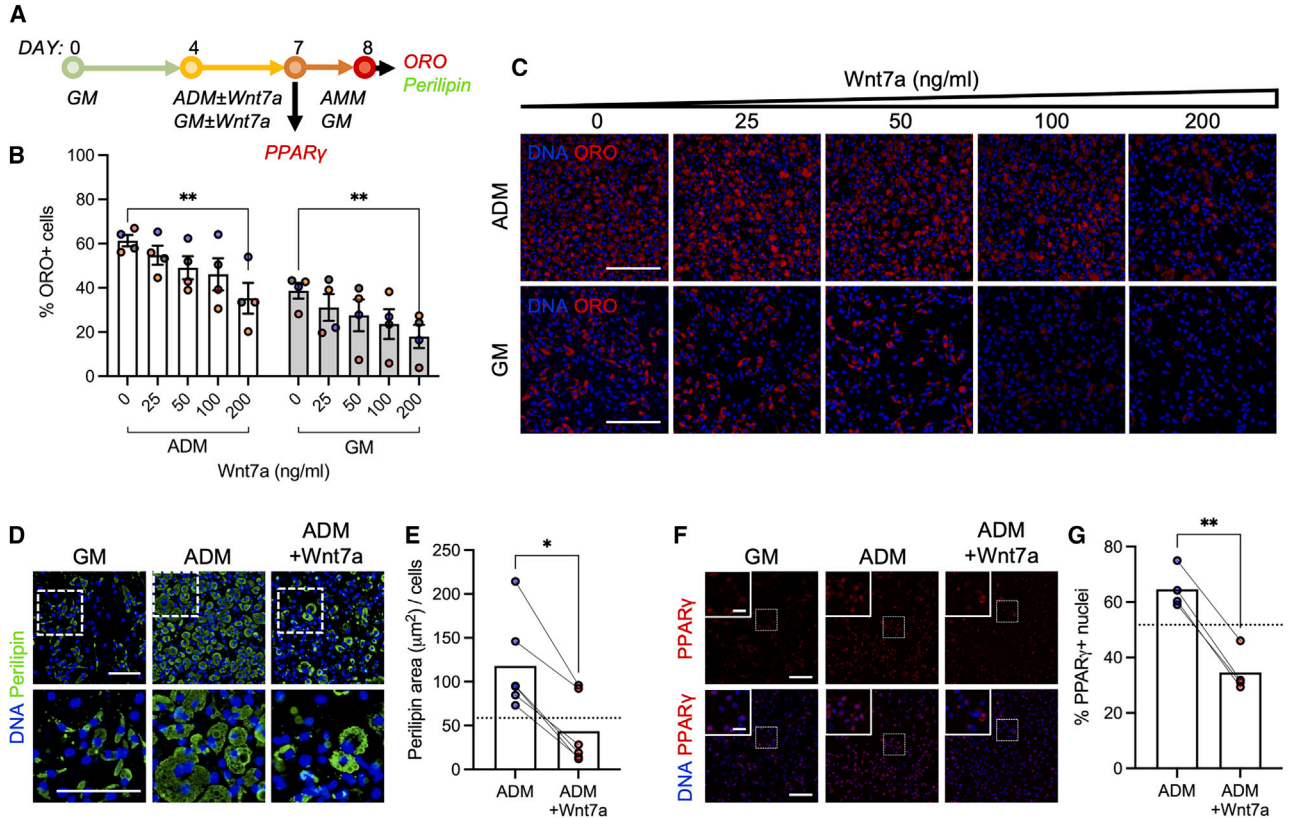 A
DAY: 0 4 7 8
ORO
Perilipin
GM
ADM±Wnt7a
GM±Wnt7a
AMM
GM
PPARγ
B
% ORO+ cells
100
80
60
40
20
0
**
**
0 25 50 100 200
0 25 50 100 200
ADM
GM
Wnt7a (ng/ml)
C
Wnt7a (ng/ml)
0 25 50 100 200
ADM
DNA ORO
GM
DNA ORO
D
GM
ADM
ADM
+Wnt7a
DNA Perilipin
E
Perilipin area (μm²) / cells
250
200
150
100
50
0
*
ADM
ADM
+Wnt7a
F
GM
ADM
ADM
+Wnt7a
PPARγ
DNA PPARγ
G
% PPARγ+ nuclei
80
60
40
20
0
**
ADM
ADM
+Wnt7a